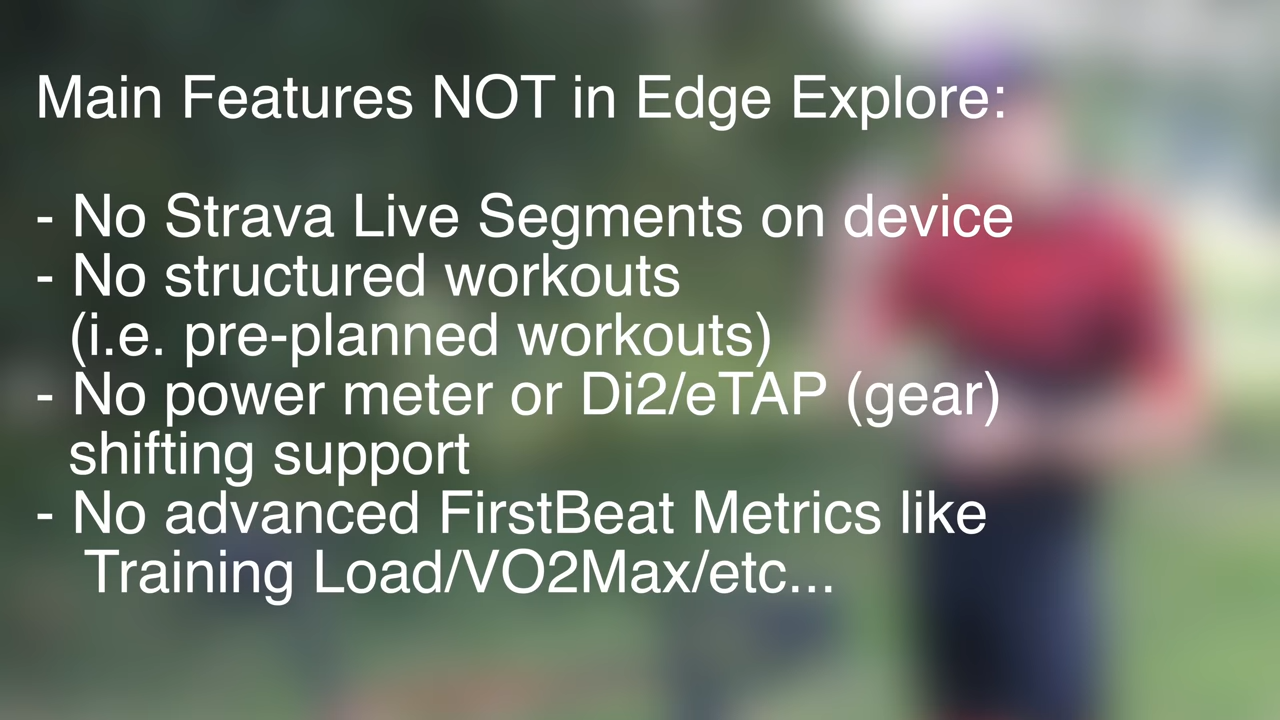 Main Features NOT in Edge Explore:
- No Strava Live Segments on device
- No structured workouts
(i.e. pre-planned workouts)
- No power meter or Di2/eTAP (gear)
shifting support
- No advanced FirstBeat Metrics like
Training Load/VO2Max/etc...